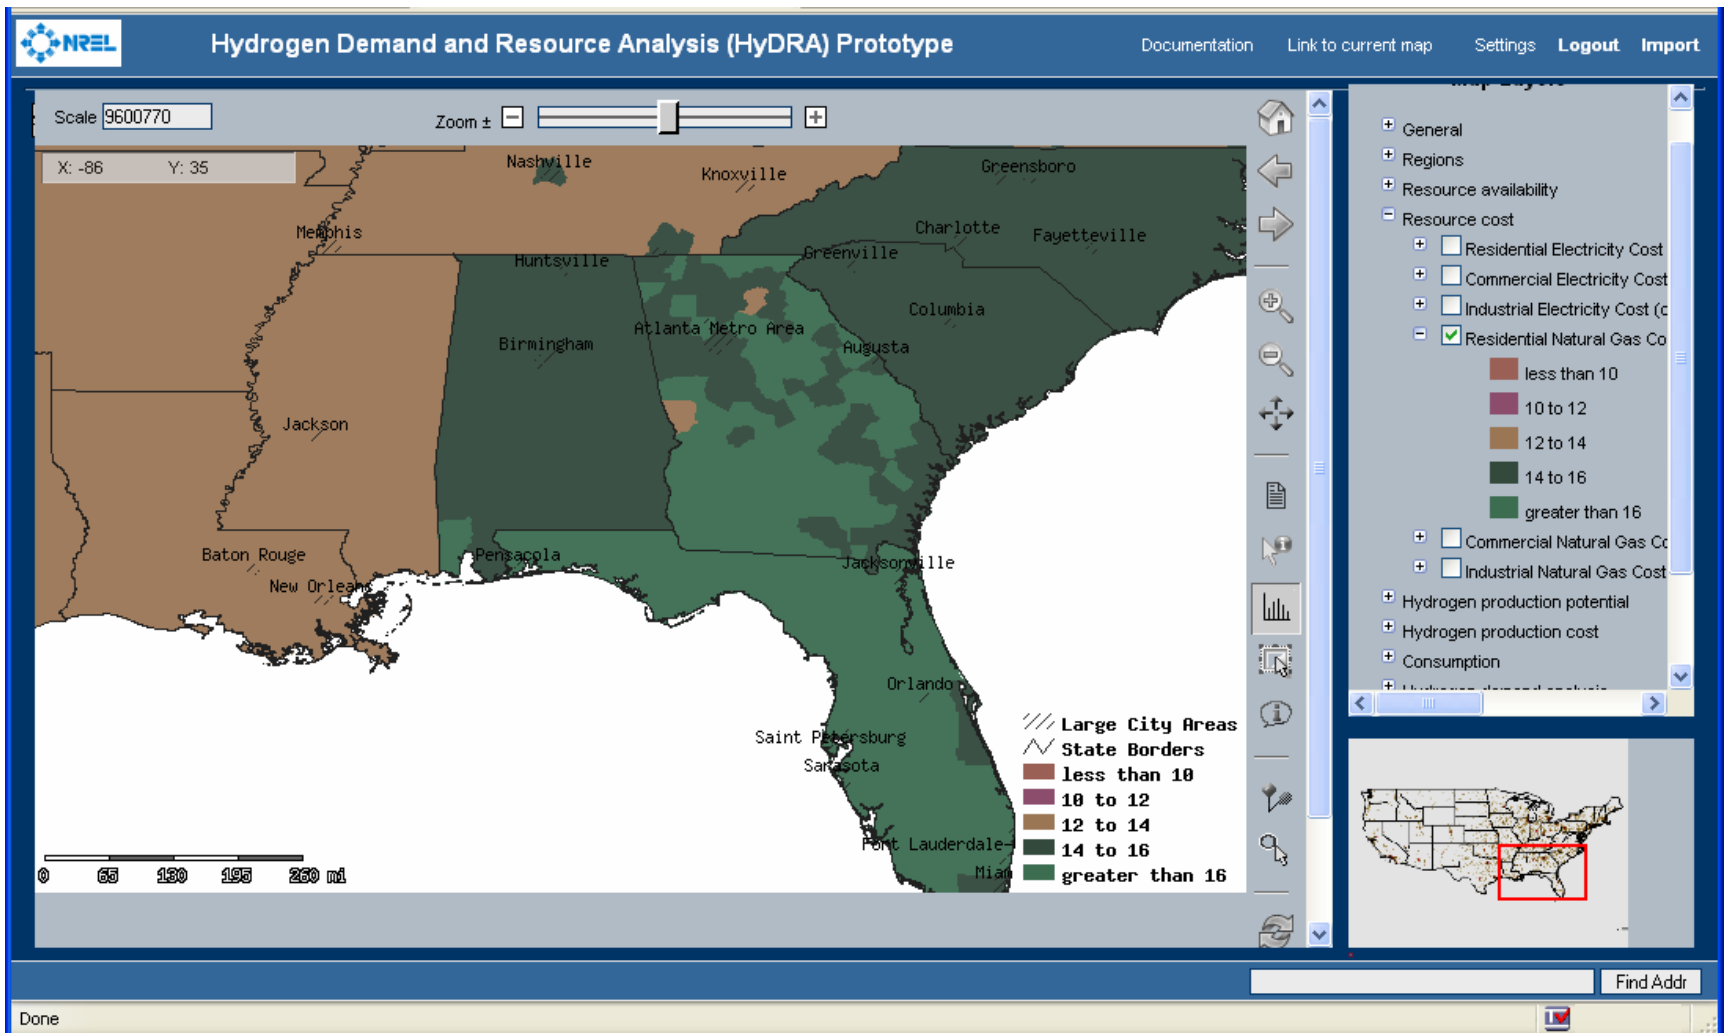 NREL
Hydrogen Demand and Resource Analysis (HyDRA) Prototype
Documentation
Link to current map
Settings
Logout
Import
Scale 9600770
Zoom ±
X: -86 Y: 35
Nashville
Knoxville
Greensboro
Memphis
Charlotte
Fayetteville
Huntsville
Greenville
Columbia
Atlanta Metro Area
Birmingham
Augusta
Jackson
Baton Rouge
Pensacola
Jacksonville
New Orleans
Orlando
Saint Petersburg
Sarasota
Fort Lauderdale-
Miam
Large City Areas
State Borders
less than 10
10 to 12
12 to 14
14 to 16
greater than 16
0 65 130 195 260 mi
Map Layers
General
Regions
Resource availability
Resource cost
Residential Electricity Cost
Commercial Electricity Cost
Industrial Electricity Cost (c
Residential Natural Gas Co
less than 10
10 to 12
12 to 14
14 to 16
greater than 16
Commercial Natural Gas Co
Industrial Natural Gas Cost
Hydrogen production potential
Hydrogen production cost
Consumption
Hydrogen demand analysis
Find Addr
Done